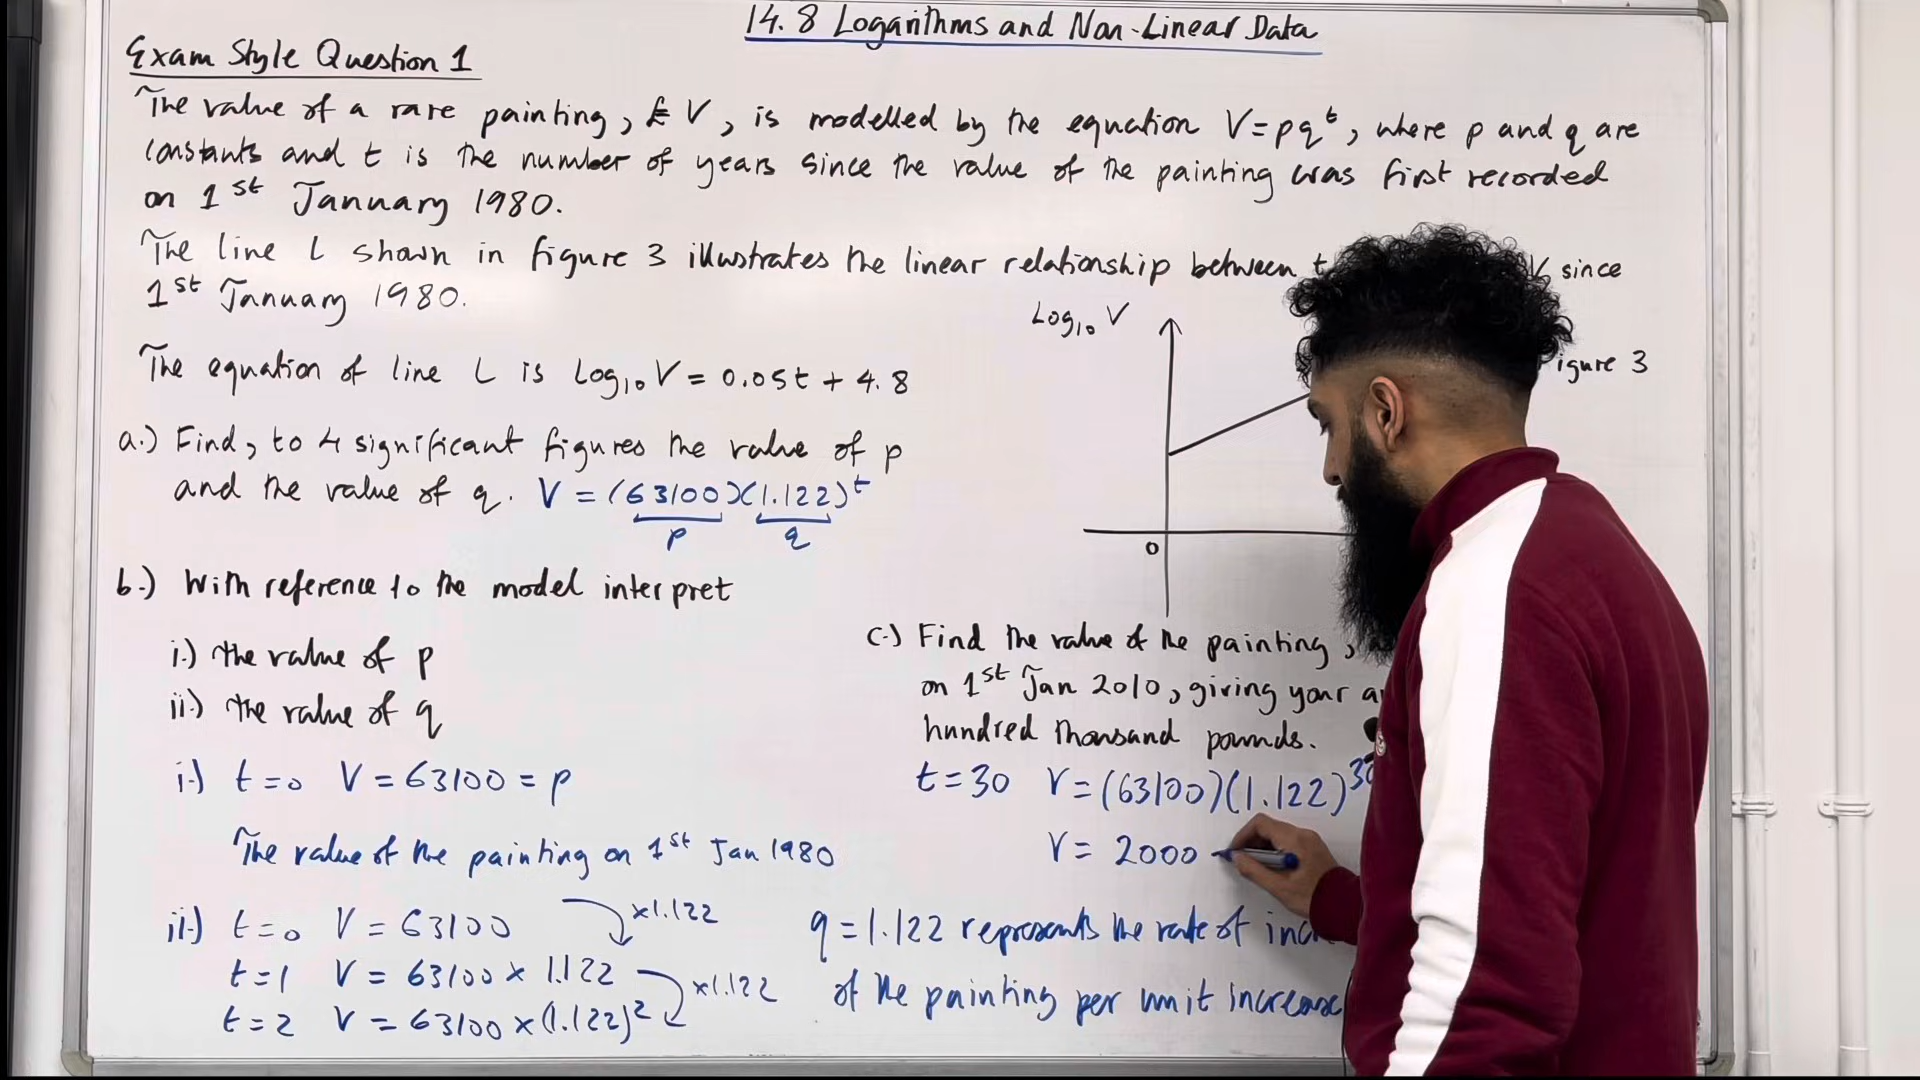 14.8 Logarithms and Non-Linear Data
Exam Style Question 1
The value of a rare painting, £V, is modelled by the equation V=pq^t, where p and q are
constants and t is the number of years since the value of the painting was first recorded
on 1st January 1980.
The line L shown in figure 3 illustrates the linear relationship between t since
1st January 1980.
Log₁₀ V
igure 3
The equation of line L is Log₁₀V = 0.05t + 4.8
a.) Find, to 4 significant figures the value of p
and the value of q. V = (63100)(1.122)^t
p q
0
b.) With reference to the model interpret
i.) the value of p
ii.) the value of q
i.) t=0 V = 63100 = p
The value of the painting on 1st Jan 1980
ii.) t=0 V = 63100 ×1.122
t=1 V = 63100 × 1.122 ×1.122
t=2 V = 63100 × (1.122)²
c.) Find the value of the painting,
on 1st Jan 2010, giving your
hundred thousand pounds.
t=30 V=(63100)(1.122)^30
V= 2000
q=1.122 represents the rate of inc
of the painting per unit increase